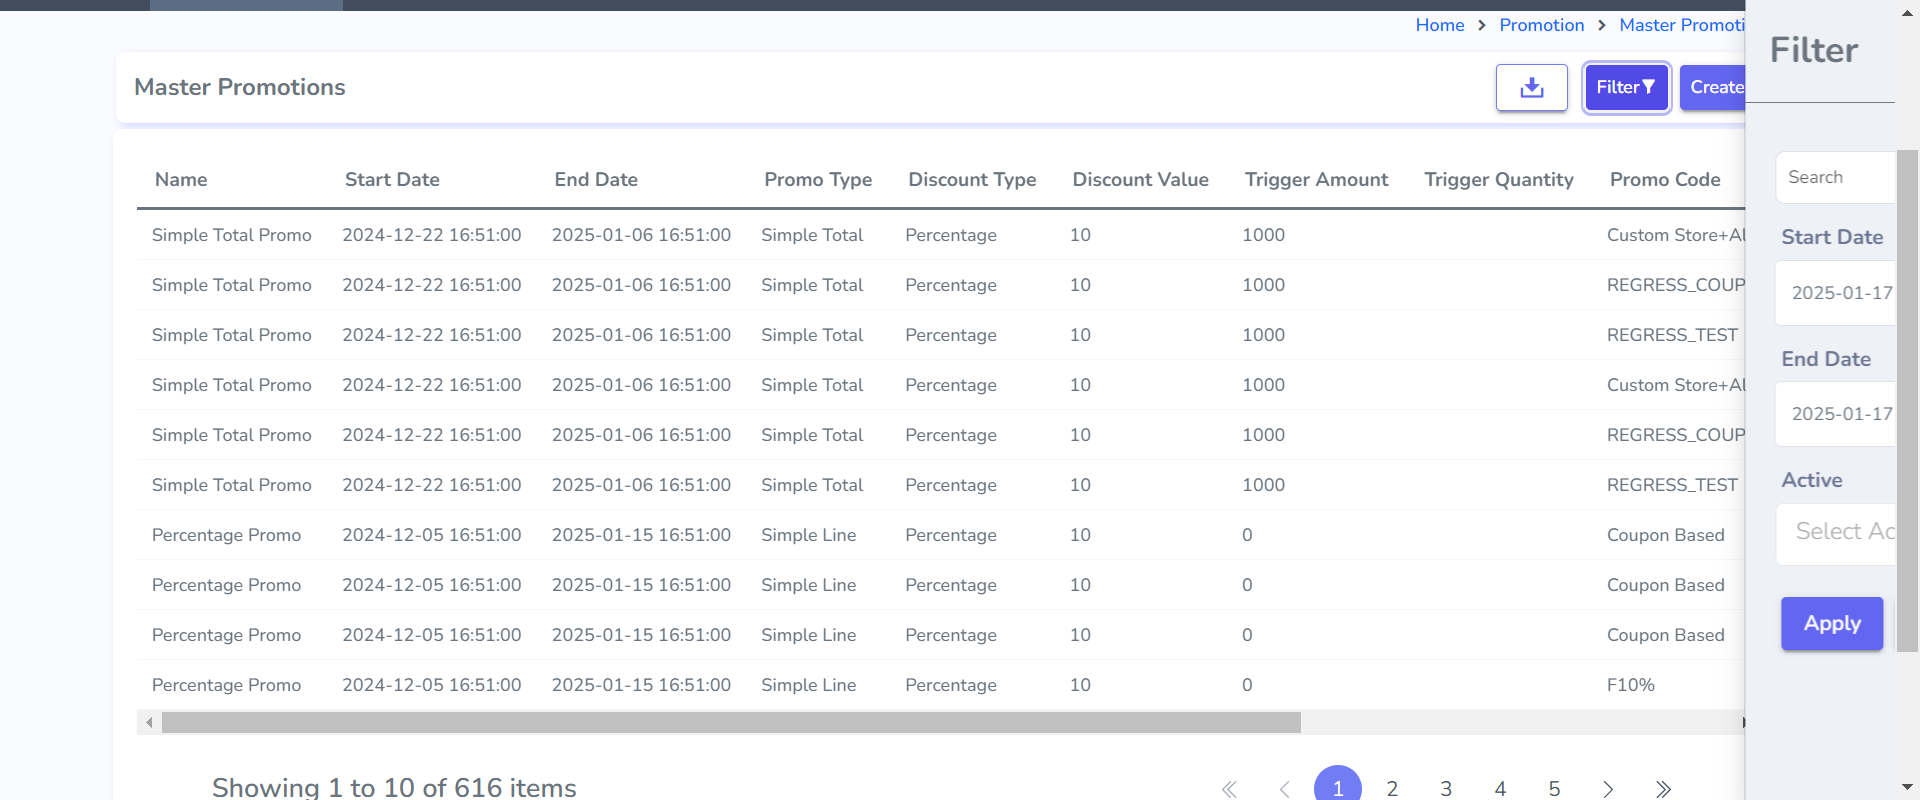 Home > Promotion > Master Promoti
Filter
Master Promotions
Filter
Create
Name Start Date End Date Promo Type Discount Type Discount Value Trigger Amount Trigger Quantity Promo Code
Simple Total Promo 2024-12-22 16:51:00 2025-01-06 16:51:00 Simple Total Percentage 10 1000 Custom Store+Al
Simple Total Promo 2024-12-22 16:51:00 2025-01-06 16:51:00 Simple Total Percentage 10 1000 REGRESS_COUP
Simple Total Promo 2024-12-22 16:51:00 2025-01-06 16:51:00 Simple Total Percentage 10 1000 REGRESS_TEST
Simple Total Promo 2024-12-22 16:51:00 2025-01-06 16:51:00 Simple Total Percentage 10 1000 Custom Store+Al
Simple Total Promo 2024-12-22 16:51:00 2025-01-06 16:51:00 Simple Total Percentage 10 1000 REGRESS_COUP
Simple Total Promo 2024-12-22 16:51:00 2025-01-06 16:51:00 Simple Total Percentage 10 1000 REGRESS_TEST
Percentage Promo 2024-12-05 16:51:00 2025-01-15 16:51:00 Simple Line Percentage 10 0 Coupon Based
Percentage Promo 2024-12-05 16:51:00 2025-01-15 16:51:00 Simple Line Percentage 10 0 Coupon Based
Percentage Promo 2024-12-05 16:51:00 2025-01-15 16:51:00 Simple Line Percentage 10 0 Coupon Based
Percentage Promo 2024-12-05 16:51:00 2025-01-15 16:51:00 Simple Line Percentage 10 0 F10%
Showing 1 to 10 of 616 items
« < 1 2 3 4 5 > »
Search
Start Date
2025-01-17
End Date
2025-01-17
Active
Select Ac
Apply